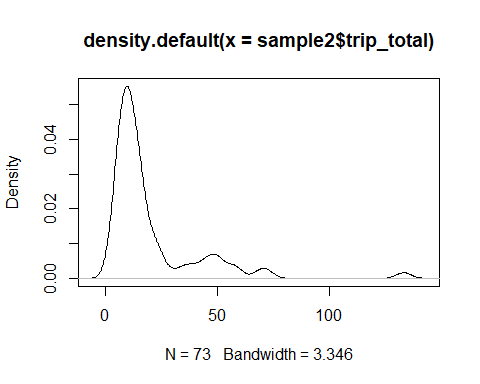 density.default(x = sample2$trip_total)
Density
0.00
0.02
0.04
0
50
100
N = 73 Bandwidth = 3.346